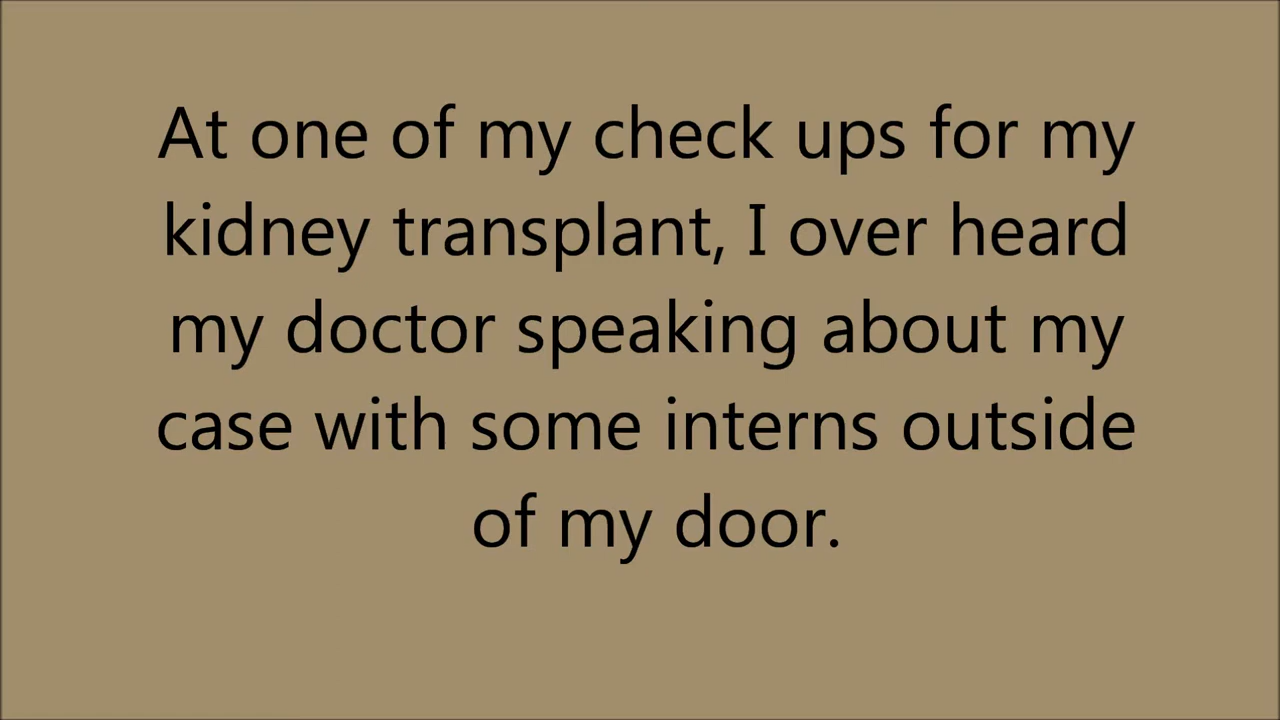 At one of my check ups for my
kidney transplant, I over heard
my doctor speaking about my
case with some interns outside
of my door.